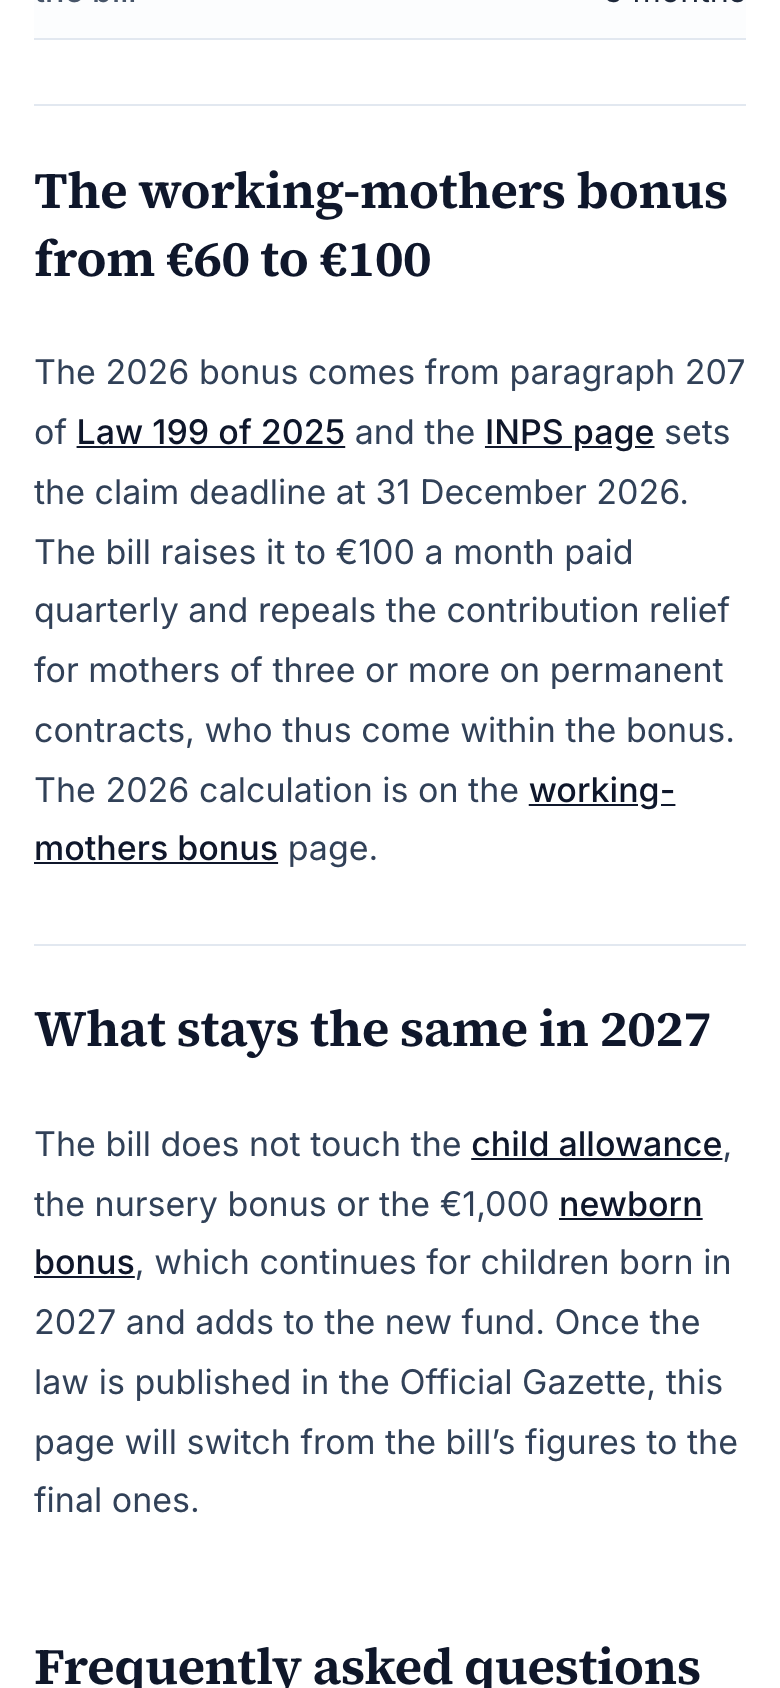 The working-mothers bonus
from €60 to €100
The 2026 bonus comes from paragraph 207
of Law 199 of 2025 and the INPS page sets
the claim deadline at 31 December 2026.
The bill raises it to €100 a month paid
quarterly and repeals the contribution relief
for mothers of three or more on permanent
contracts, who thus come within the bonus.
The 2026 calculation is on the working-
mothers bonus page.
What stays the same in 2027
The bill does not touch the child allowance,
the nursery bonus or the €1,000 newborn
bonus, which continues for children born in
2027 and adds to the new fund. Once the
law is published in the Official Gazette, this
page will switch from the bill’s figures to the
final ones.
Frequently asked questions